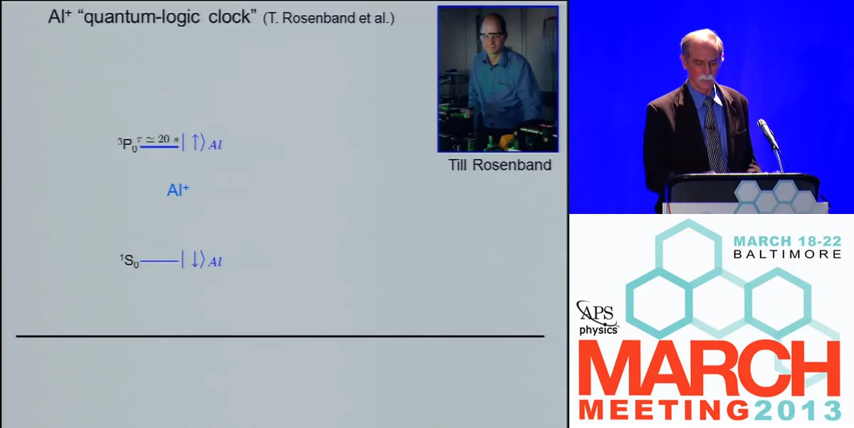 Al⁺ “quantum-logic clock” (T. Rosenband et al.)
Till Rosenband
³P₀ τ ≃ 20 s |↑⟩Al
Al⁺
¹S₀ |↓⟩Al
MARCH 18-22
BALTIMORE
APS
physics
MARCH
MEETING2013